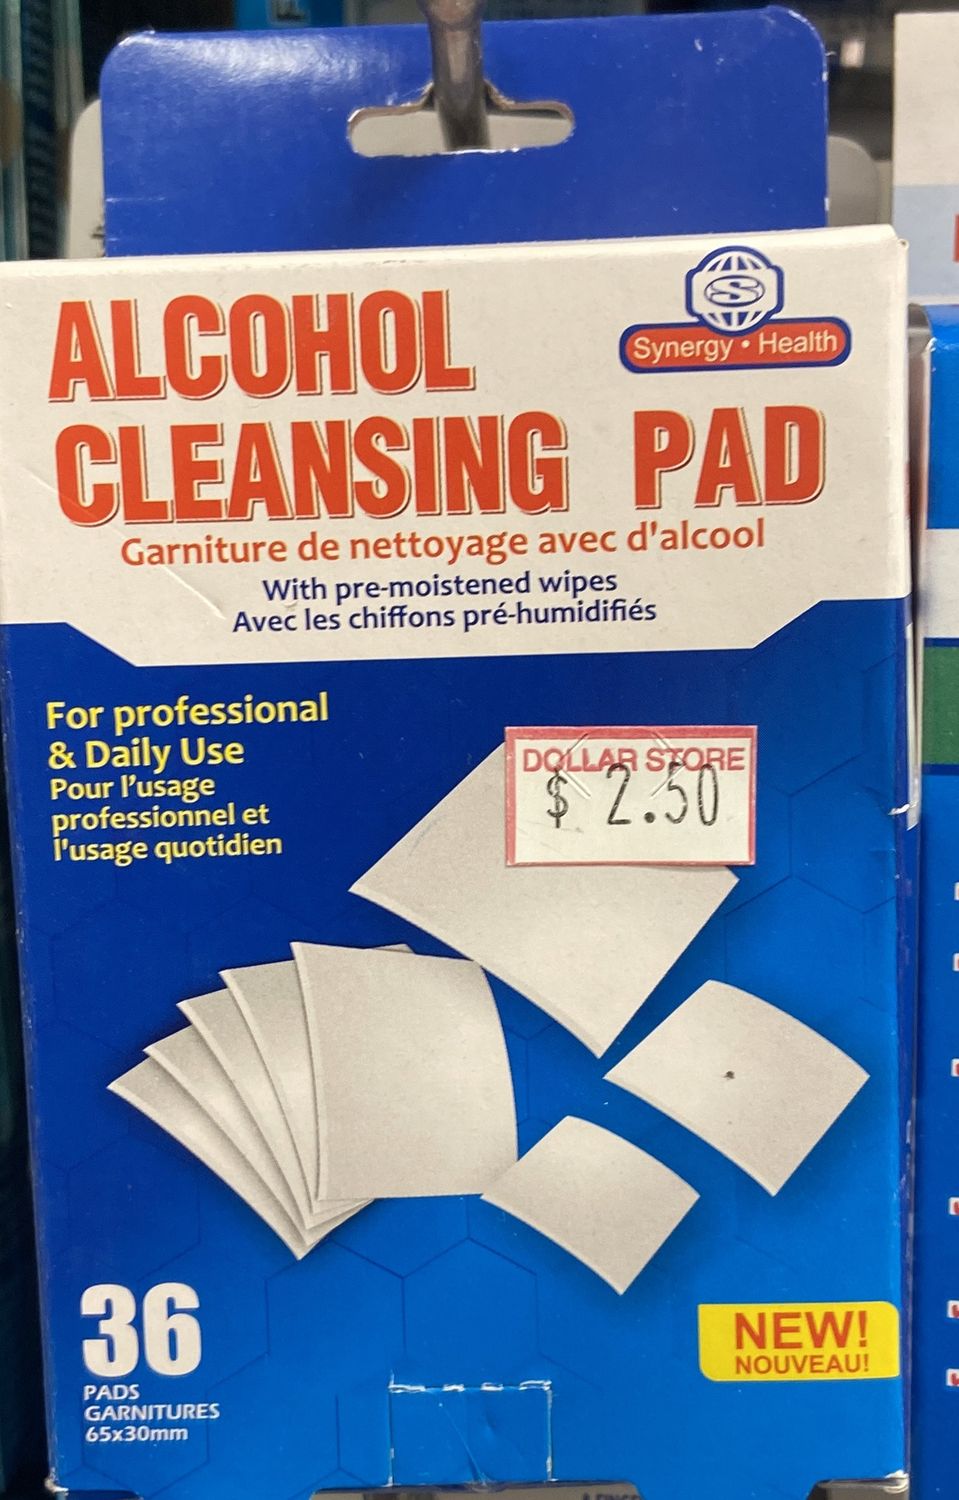 ALCOHOL
CLEANSING PAD
S
Synergy • Health
Garniture de nettoyage avec d'alcool
With pre-moistened wipes
Avec les chiffons pré-humidifiés
For professional
& Daily Use
Pour l'usage
professionnel et
l'usage quotidien
DOLLAR STORE
$ 2.50
36
PADS
GARNITURES
65x30mm
NEW!
NOUVEAU!